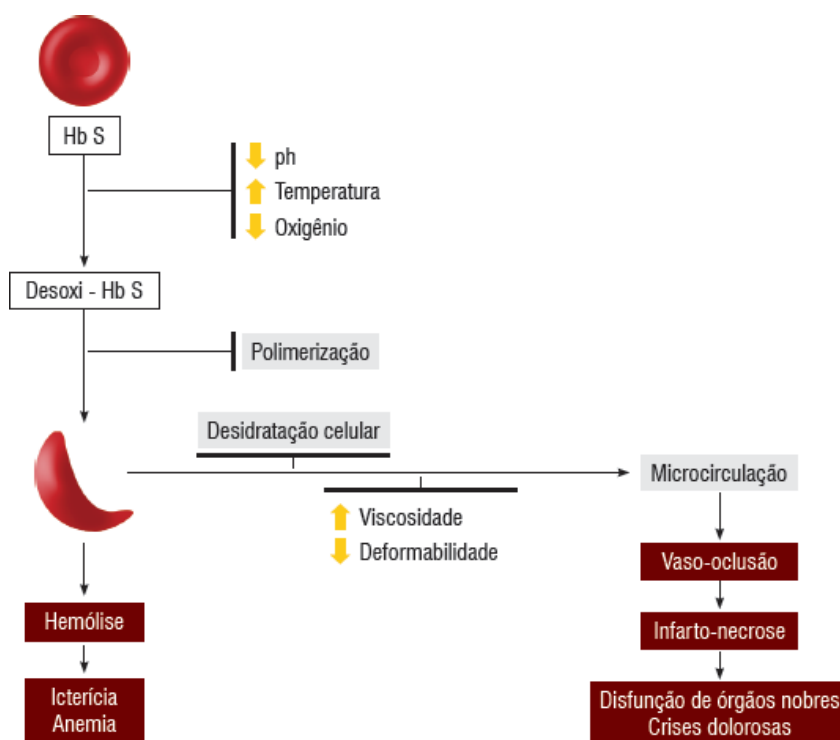 Hb S
ph
Temperatura
Oxigênio
Desoxi - Hb S
Polimerização
Desidratação celular
Microcirculação
Viscosidade
Deformabilidade
Vaso-oclusão
Hemólise
Infarto-necrose
Icterícia
Anemia
Disfunção de órgãos nobres
Crises dolorosas